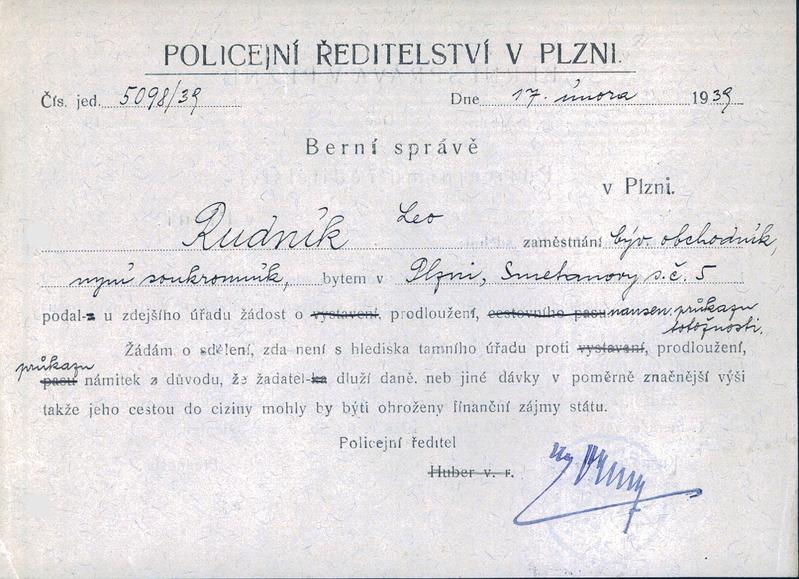 POLICEJNÍ ŘEDITELSTVÍ V PLZNI.
Čís. jed. 5098/39 Dne 17. února 1939
Berní správě
v Plzni.
Rudník Leo zaměstnání býv. obchodník,
nyní soukromník, bytem v Plzni, Smetanovy s.č. 5
podal-a u zdejšího úřadu žádost o vystavení, prodloužení, cestovního pasu nansen. průkazu
totožnosti.
Žádám o sdělení, zda není s hlediska tamního úřadu proti vystavení, prodloužení,
průkazu
pasu námitek z důvodu, že žadatel-ka dluží daně. neb jiné dávky v poměrně značnější výši
takže jeho cestou do ciziny mohly by býti ohroženy finanční zájmy státu.
Policejní ředitel
Huber v. r.